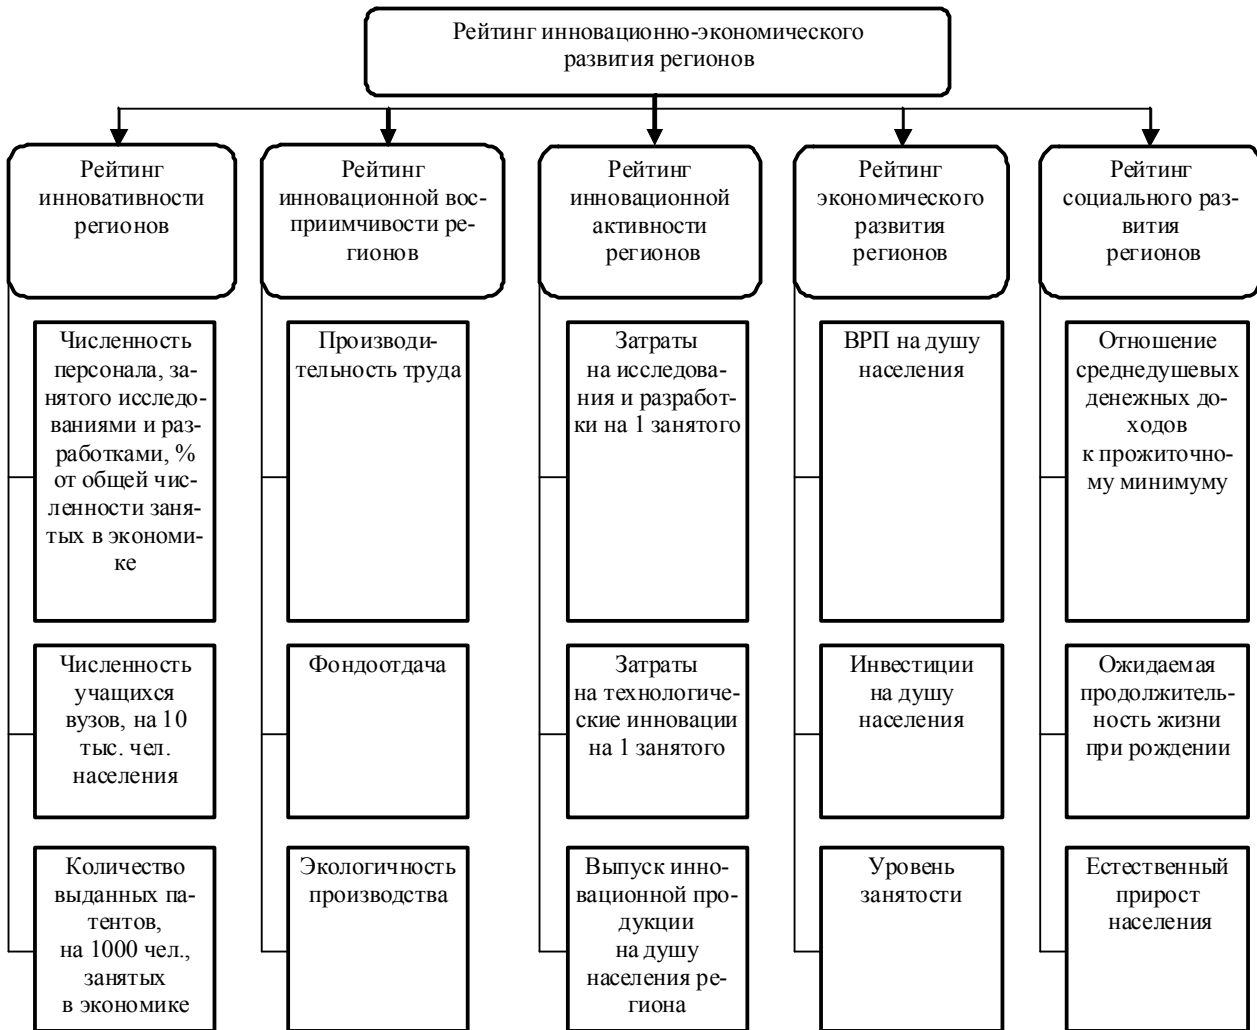 Рейтинг инновационно-экономического
развития регионов
Рейтинг
инновативности
регионов
Рейтинг
инновационной вос-
приимчивости ре-
гионов
Рейтинг
инновационной
активности
регионов
Рейтинг
экономического
развития
регионов
Рейтинг
социального раз-
вития
регионов
Численность
персонала, за-
нятого исследо-
ваниями и раз-
работками, %
от общей чис-
ленности заня-
тых в экономи-
ке
Производи-
тельность труда
Затраты
на исследова-
ния и разработ-
ки на 1 занятого
ВРП на душу
населения
Отношение
среднедушевых
денежных до-
ходов
к прожиточно-
му минимуму
Численность
учащихся
вузов, на 10
тыс. чел.
населения
Фондоотдача
Затраты
на технологиче-
ские инновации
на 1 занятого
Инвестиции
на душу
населения
Ожидаемая
продолжитель-
ность жизни
при рождении
Количество
выданных па-
тентов,
на 1000 чел.,
занятых
в экономике
Экологичность
производства
Выпуск инно-
вационной про-
дукции
на душу
населения ре-
гиона
Уровень
занятости
Естественный
прирост
населения